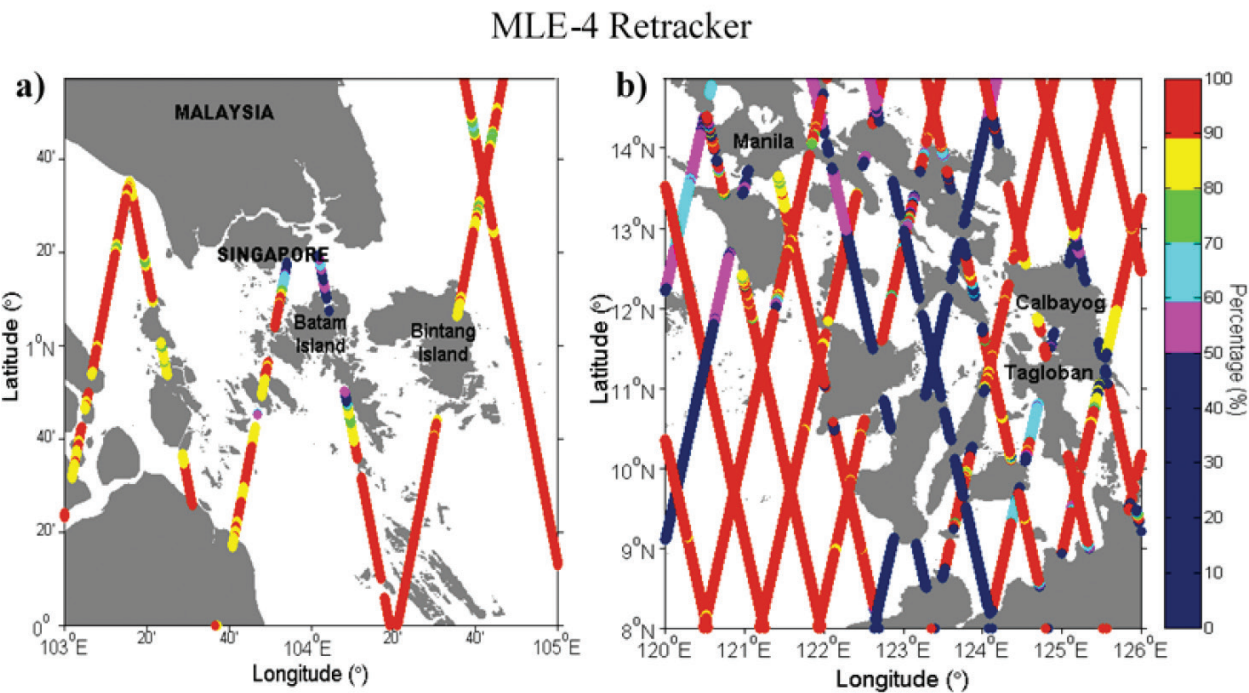 MLE-4 Retracker
a)
MALAYSIA
SINGAPORE
Batam
Island
Bintang
island
40'
20'
1°N
40'
20'
0°
103°E
20'
40'
104°E
20'
40'
105°E
Latitude (°)
Longitude (°)
b)
Manila
Calbayog
Tagloban
14°N
13°N
12°N
11°N
10°N
9°N
8°N
120°E
121°E
122°E
123°E
124°E
125°E
126°E
Latitude (°)
Longitude (°)
100
90
80
70
60
50
40
30
20
10
0
Percentage (%)